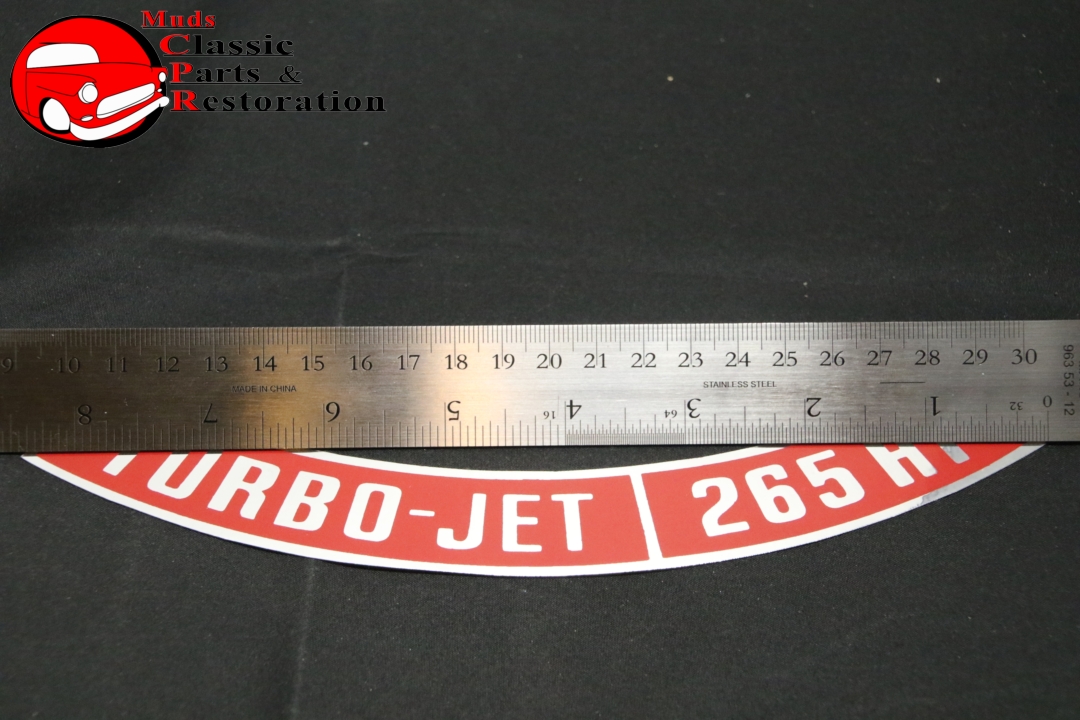 Muds
Classic
Parts &
Restoration
9 10 11 12 13 14 15 16 17 18 19 20 21 22 23 24 25 26 27 28 29 30
963 53 - 12
MADE IN CHINA
STAINLESS STEEL
8 7 6 5 16 4 64 3 2 1 32 0
TURBO-JET 265 HP